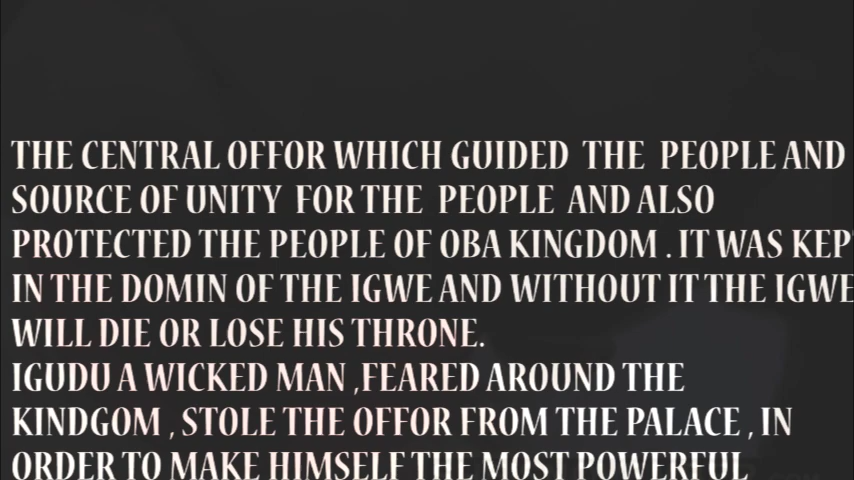 THE CENTRAL OFFOR WHICH GUIDED THE PEOPLE AND
SOURCE OF UNITY FOR THE PEOPLE AND ALSO
PROTECTED THE PEOPLE OF OBA KINGDOM . IT WAS KEPT
IN THE DOMIN OF THE IGWE AND WITHOUT IT THE IGWE
WILL DIE OR LOSE HIS THRONE.
IGUDU A WICKED MAN ,FEARED AROUND THE
KINDGOM , STOLE THE OFFOR FROM THE PALACE , IN
ORDER TO MAKE HIMSELF THE MOST POWERFUL